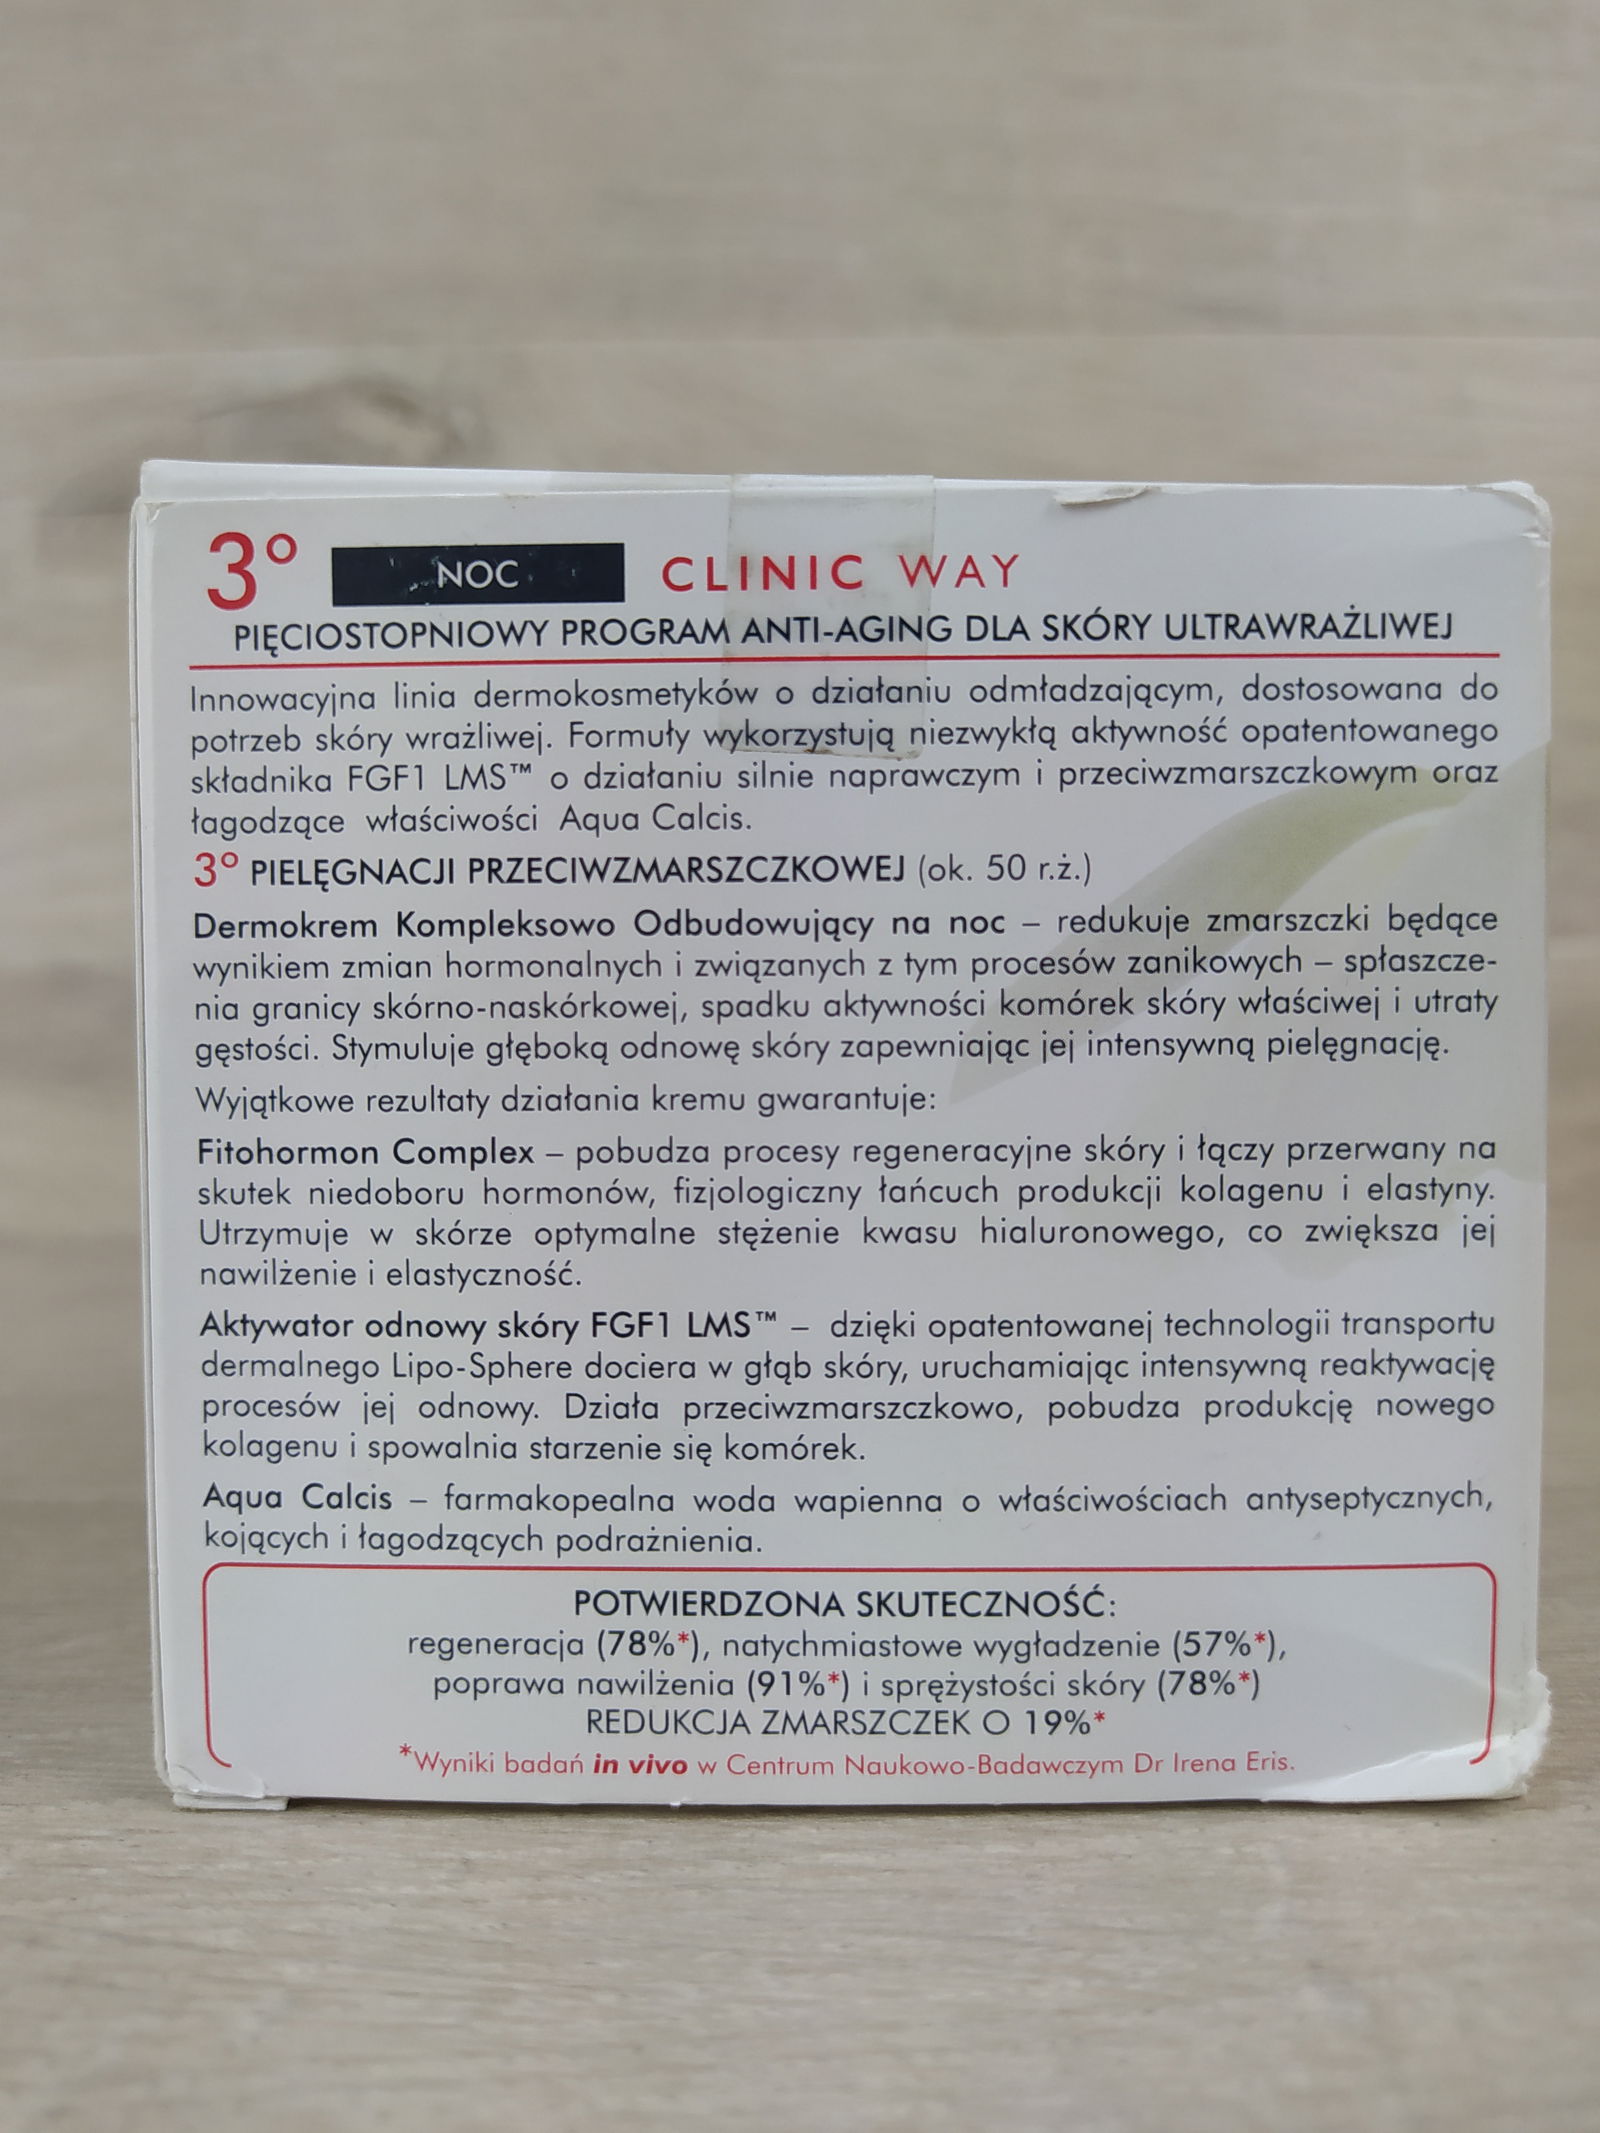 3° NOC CLINIC WAY
PIĘCIOSTOPNIOWY PROGRAM ANTI-AGING DLA SKÓRY ULTRAWRAŻLIWEJ
Innowacyjna linia dermokosmetyków o działaniu odmładzającym, dostosowana do
potrzeb skóry wrażliwej. Formuły wykorzystują niezwykłą aktywność opatentowanego
składnika FGF1 LMS™ o działaniu silnie naprawczym i przeciwzmarszczkowym oraz
łagodzące właściwości Aqua Calcis.
3° PIELĘGNACJI PRZECIWZMARSZCZKOWEJ (ok. 50 r.ż.)
Dermokrem Kompleksowo Odbudowujący na noc – redukuje zmarszczki będące
wynikiem zmian hormonalnych i związanych z tym procesów zanikowych – spłaszcze-
nia granicy skórno-naskórkowej, spadku aktywności komórek skóry właściwej i utraty
gęstości. Stymuluje głęboką odnowę skóry zapewniając jej intensywną pielęgnację.
Wyjątkowe rezultaty działania kremu gwarantuje:
Fitohormon Complex – pobudza procesy regeneracyjne skóry i łączy przerwany na
skutek niedoboru hormonów, fizjologiczny łańcuch produkcji kolagenu i elastyny.
Utrzymuje w skórze optymalne stężenie kwasu hialuronowego, co zwiększa jej
nawilżenie i elastyczność.
Aktywator odnowy skóry FGF1 LMS™ – dzięki opatentowanej technologii transportu
dermalnego Lipo-Sphere dociera w głąb skóry, uruchamiając intensywną reaktywację
procesów jej odnowy. Działa przeciwzmarszczkowo, pobudza produkcję nowego
kolagenu i spowalnia starzenie się komórek.
Aqua Calcis – farmakopealna woda wapienna o właściwościach antyseptycznych,
kojących i łagodzących podrażnienia.
POTWIERDZONA SKUTECZNOŚĆ:
regeneracja (78%*), natychmiastowe wygładzenie (57%*),
poprawa nawilżenia (91%*) i sprężystości skóry (78%*)
REDUKCJA ZMARSZCZEK O 19%*
*Wyniki badań in vivo w Centrum Naukowo-Badawczym Dr Irena Eris.